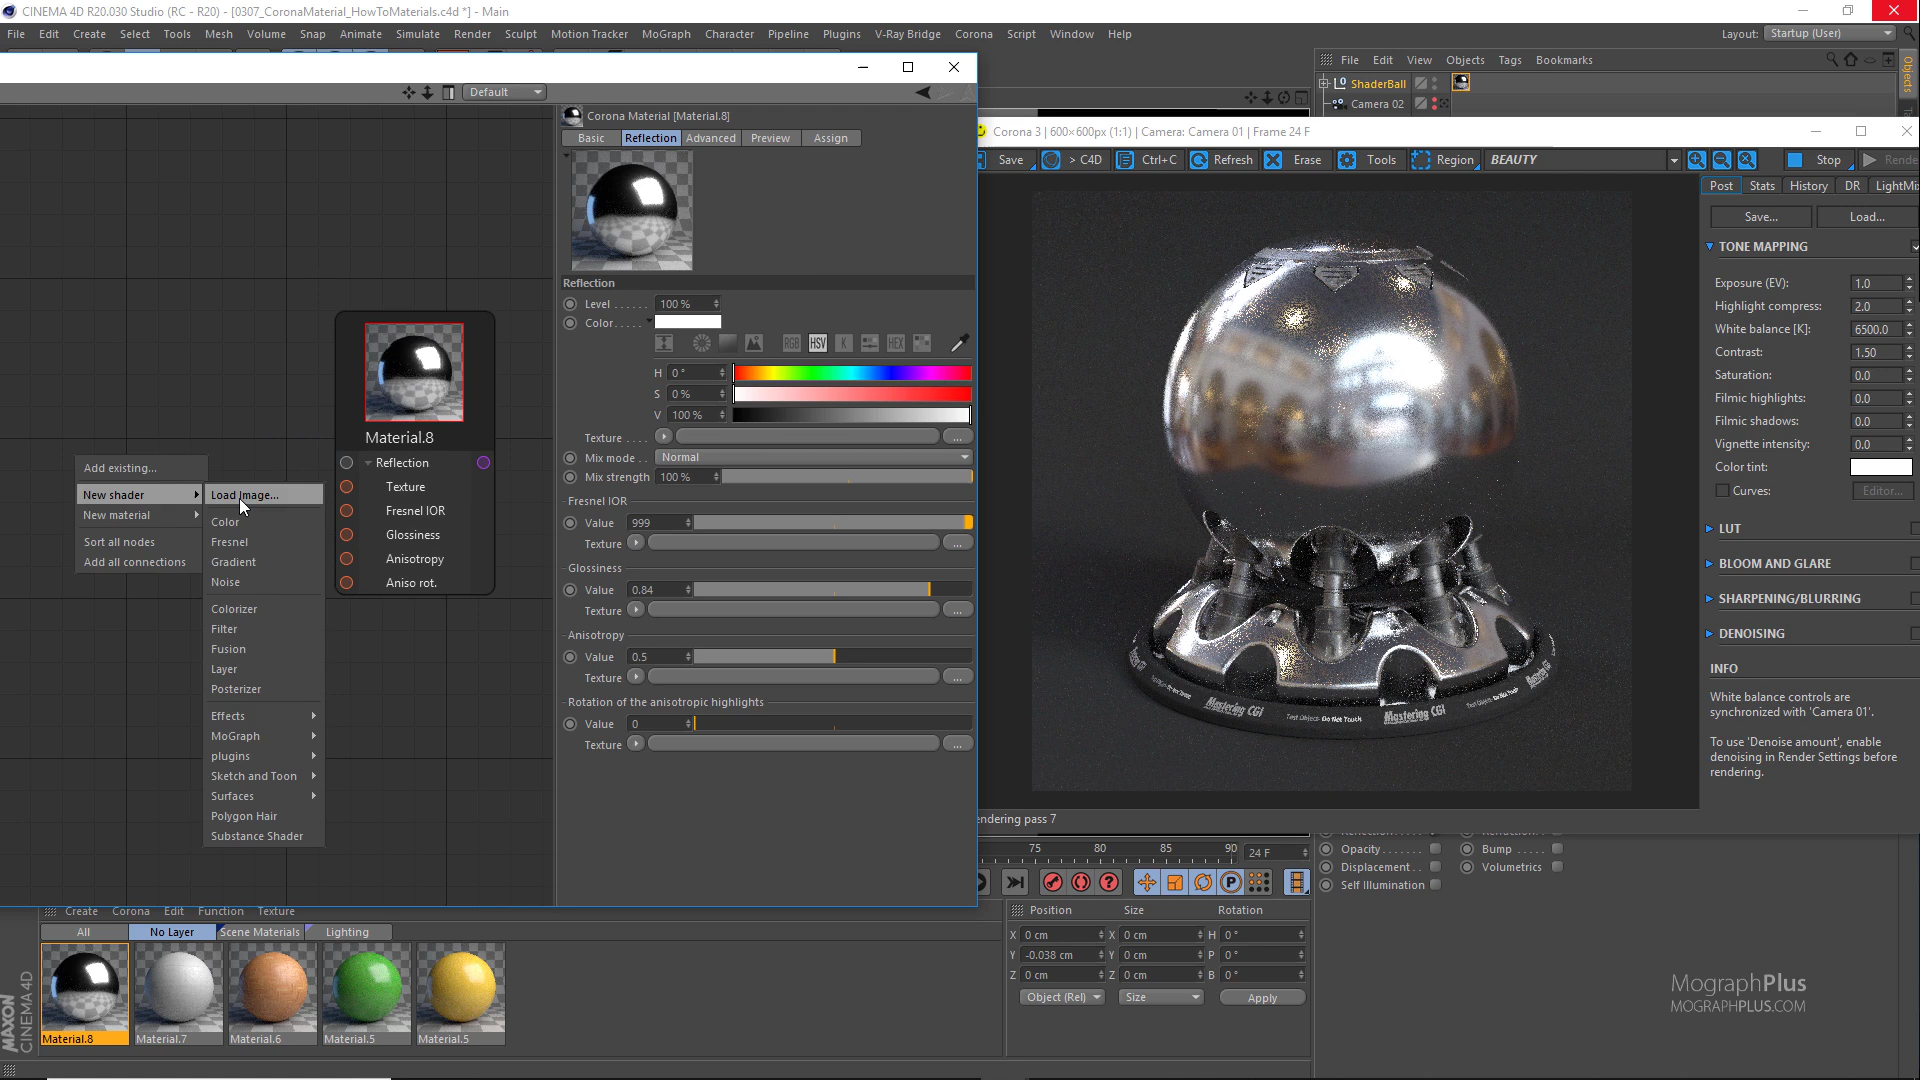 CINEMA 4D R20.030 Studio (RC - R20) - [0307_CoronaMaterial_HowToMaterials.c4d *] - Main
File Edit Create Select Tools Mesh Volume Snap Animate Simulate Render Sculpt Motion Tracker MoGraph Character Pipeline Plugins V-Ray Bridge Corona Script Window Help
Layout: Startup (User)
File Edit View Objects Tags Bookmarks
Objects
ShaderBall
Camera 02
Default
Corona Material [Material.8]
Basic Reflection Advanced Preview Assign
Reflection
Level 100 %
Color
RGB HSV K HEX
H 0 °
S 0 %
V 100 %
Texture ...
Mix mode Normal
Mix strength 100 %
Fresnel IOR
Value 999
Texture ...
Glossiness
Value 0.84
Texture ...
Anisotropy
Value 0.5
Texture ...
Rotation of the anisotropic highlights
Value 0
Texture ...
Material.8
Reflection
Texture
Fresnel IOR
Glossiness
Anisotropy
Aniso rot.
Add existing...
New shader
New material
Sort all nodes
Add all connections
Load Image...
Color
Fresnel
Gradient
Noise
Colorizer
Filter
Fusion
Layer
Posterizer
Effects
MoGraph
plugins
Sketch and Toon
Surfaces
Polygon Hair
Substance Shader
Corona 3 | 600×600px (1:1) | Camera: Camera 01 | Frame 24 F
Save > C4D Ctrl+C Refresh Erase Tools Region BEAUTY Stop Rende
Post Stats History DR LightMi
Save... Load...
TONE MAPPING
Exposure (EV): 1.0
Highlight compress: 2.0
White balance [K]: 6500.0
Contrast: 1.50
Saturation: 0.0
Filmic highlights: 0.0
Filmic shadows: 0.0
Vignette intensity: 0.0
Color tint:
Curves: Editor...
LUT
BLOOM AND GLARE
SHARPENING/BLURRING
DENOISING
INFO
White balance controls are
synchronized with 'Camera 01'.
To use 'Denoise amount', enable
denoising in Render Settings before
rendering.
Mastering CGI
Test Object- Do Not Touch
Mastering CGI
endering pass 7
75 80 85 90 24 F
Opacity Bump
Displacement Volumetrics
Self Illumination
Create Corona Edit Function Texture
All No Layer Scene Materials Lighting
Material.8 Material.7 Material.6 Material.5 Material.5
MAXON
CINEMA 4D
Position Size Rotation
X 0 cm X 0 cm H 0 °
Y -0.038 cm Y 0 cm P 0 °
Z 0 cm Z 0 cm B 0 °
Object (Rel) Size Apply
MographPlus
MOGRAPHPLUS.COM